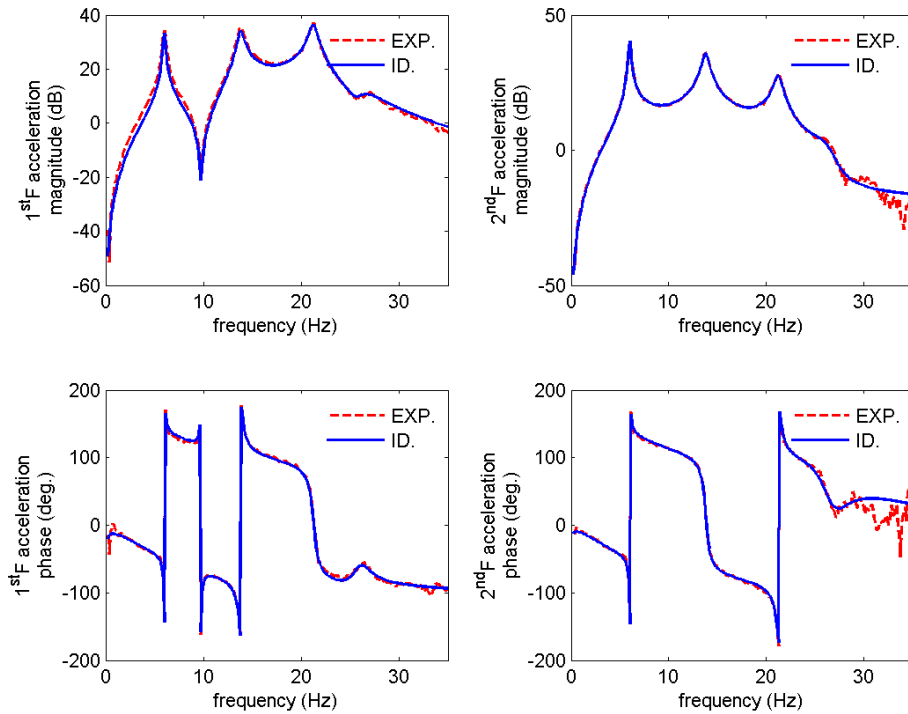 40
20
0
-20
-40
-60
0
10
20
30
frequency (Hz)
1stF acceleration
magnitude (dB)
EXP.
ID.
50
0
-50
0
10
20
30
frequency (Hz)
2ndF acceleration
magnitude (dB)
EXP.
ID.
200
100
0
-100
-200
0
10
20
30
frequency (Hz)
1stF acceleration
phase (deg.)
EXP.
ID.
200
100
0
-100
-200
0
10
20
30
frequency (Hz)
2ndF acceleration
phase (deg.)
EXP.
ID.